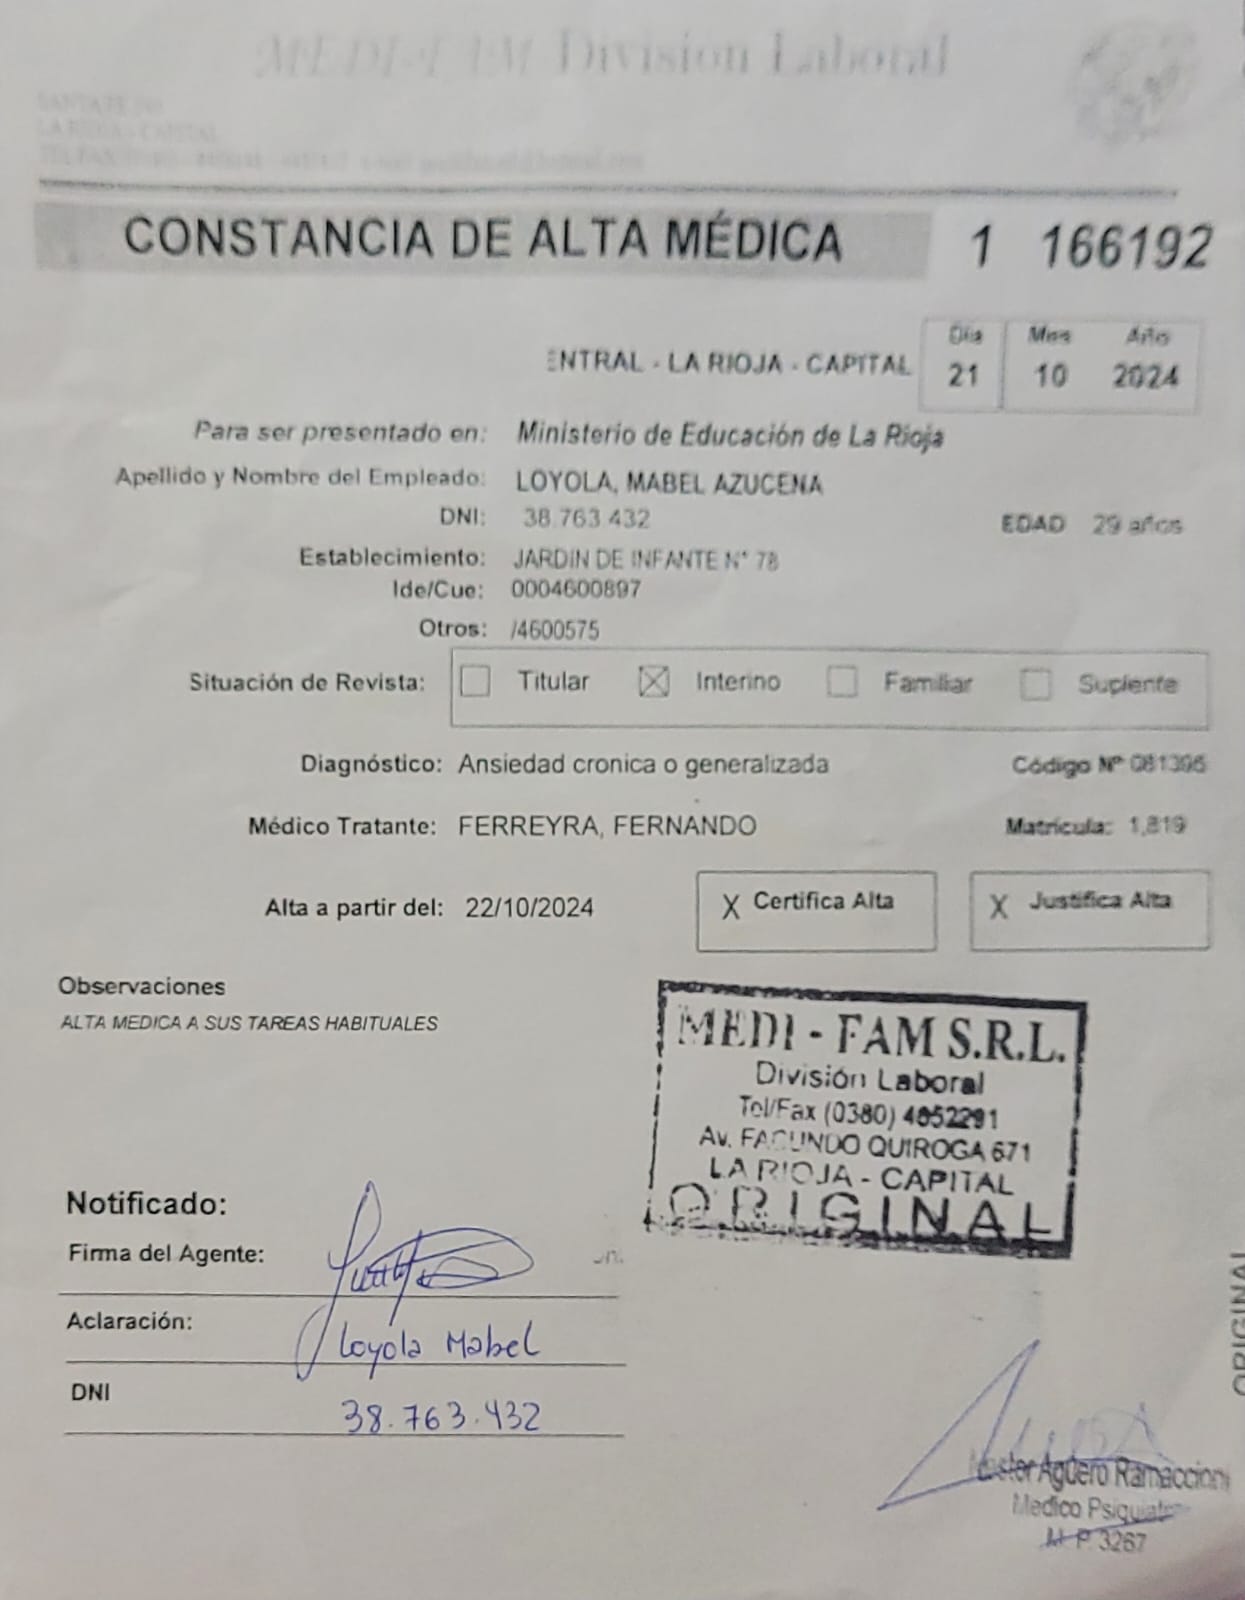 MEDI-FAM División Laboral
LA RIOJA - CAPITAL
CONSTANCIA DE ALTA MÉDICA 1 166192
Día Mes Año
ENTRAL - LA RIOJA - CAPITAL 21 10 2024
Para ser presentado en: Ministerio de Educación de La Rioja
Apellido y Nombre del Empleado: LOYOLA, MABEL AZUCENA
DNI: 38.763.432 EDAD 29 años
Establecimiento: JARDIN DE INFANTE N° 78
Ide/Cue: 0004600897
Otros: /4600575
Situación de Revista: Titular X Interino Familiar Suplente
Diagnóstico: Ansiedad cronica o generalizada Código Nº 081396
Médico Tratante: FERREYRA, FERNANDO Matrícula: 1,819
Alta a partir del: 22/10/2024 X Certifica Alta X Justifica Alta
Observaciones
ALTA MEDICA A SUS TAREAS HABITUALES
MEDI - FAM S.R.L.
División Laboral
Tel/Fax (0380) 4852291
Av. FACUNDO QUIROGA 671
LA RIOJA - CAPITAL
ORIGINAL
Notificado:
Firma del Agente:
Aclaración: Loyola Mabel
DNI 38.763.432
Agüero Ramaccioni
Medico Psiquiatra
M.P. 3267
ORIGINAL